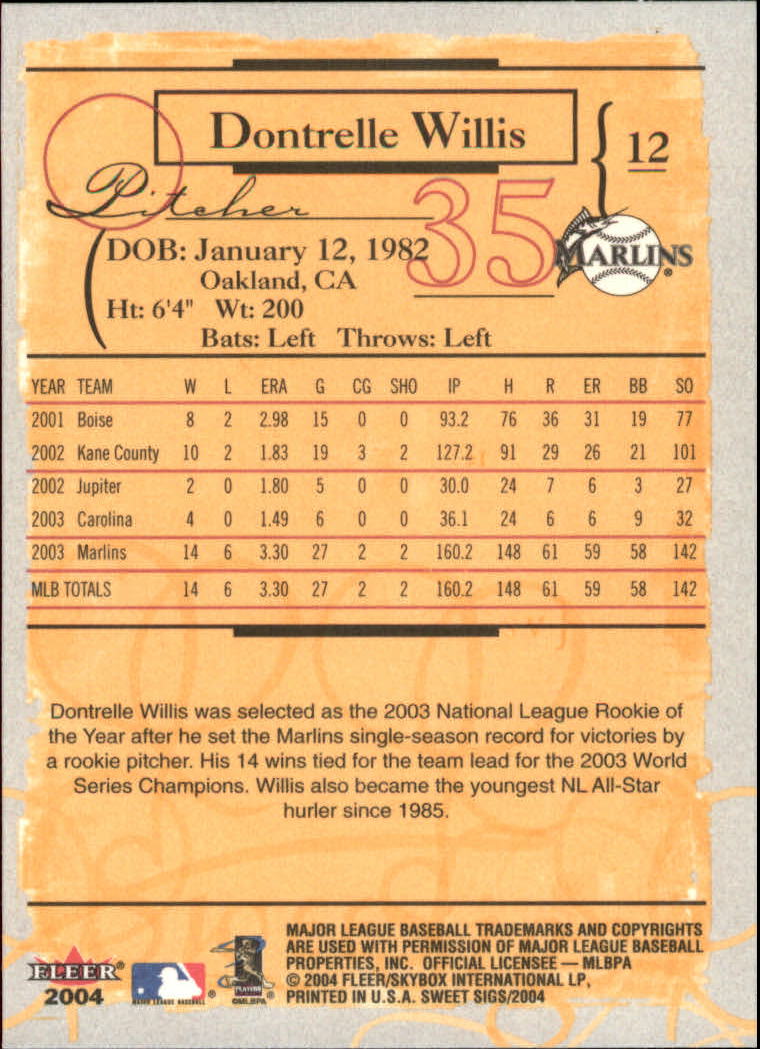 Dontrelle Willis
12
Pitcher
35
DOB: January 12, 1982
Oakland, CA
MARLINS ®
Ht: 6'4" Wt: 200
Bats: Left Throws: Left
YEAR TEAM W L ERA G CG SHO IP H R ER BB SO
2001 Boise 8 2 2.98 15 0 0 93.2 76 36 31 19 77
2002 Kane County 10 2 1.83 19 3 2 127.2 91 29 26 21 101
2002 Jupiter 2 0 1.80 5 0 0 30.0 24 7 6 3 27
2003 Carolina 4 0 1.49 6 0 0 36.1 24 6 6 9 32
2003 Marlins 14 6 3.30 27 2 2 160.2 148 61 59 58 142
MLB TOTALS 14 6 3.30 27 2 2 160.2 148 61 59 58 142
Dontrelle Willis was selected as the 2003 National League Rookie of
the Year after he set the Marlins single-season record for victories by
a rookie pitcher. His 14 wins tied for the team lead for the 2003 World
Series Champions. Willis also became the youngest NL All-Star
hurler since 1985.
FLEER®
2004
MAJOR LEAGUE BASEBALL ®
PLAYERS
©MLBPA ®
MAJOR LEAGUE BASEBALL TRADEMARKS AND COPYRIGHTS
ARE USED WITH PERMISSION OF MAJOR LEAGUE BASEBALL
PROPERTIES, INC. OFFICIAL LICENSEE — MLBPA
© 2004 FLEER/SKYBOX INTERNATIONAL LP,
PRINTED IN U.S.A. SWEET SIGS/2004